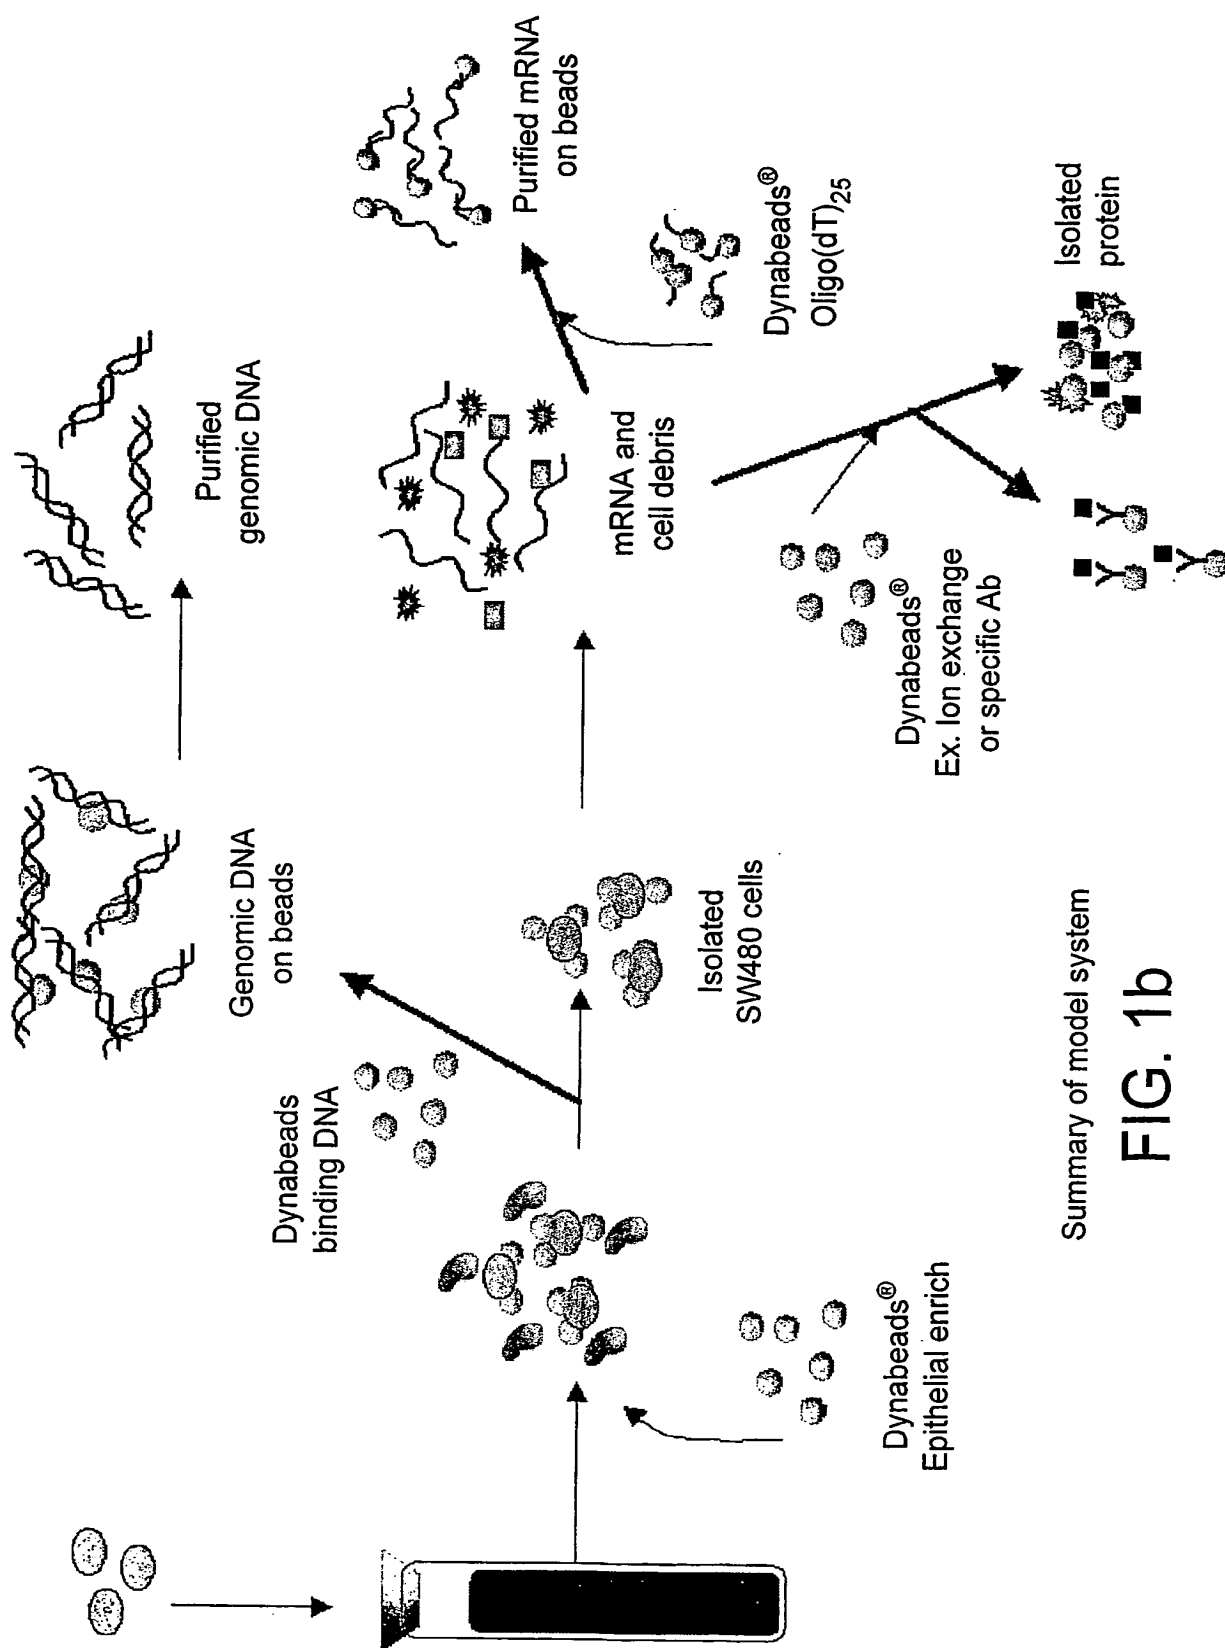 Dynabeads
binding DNA
Genomic DNA
on beads
Purified
genomic DNA
Dynabeads®
Epithelial enrich
Isolated
SW480 cells
mRNA and
cell debris
Purified mRNA
on beads
Dynabeads®
Oligo(dT)25
Dynabeads®
Ex. Ion exchange
or specific Ab
Isolated
protein
Summary of model system
FIG. 1b